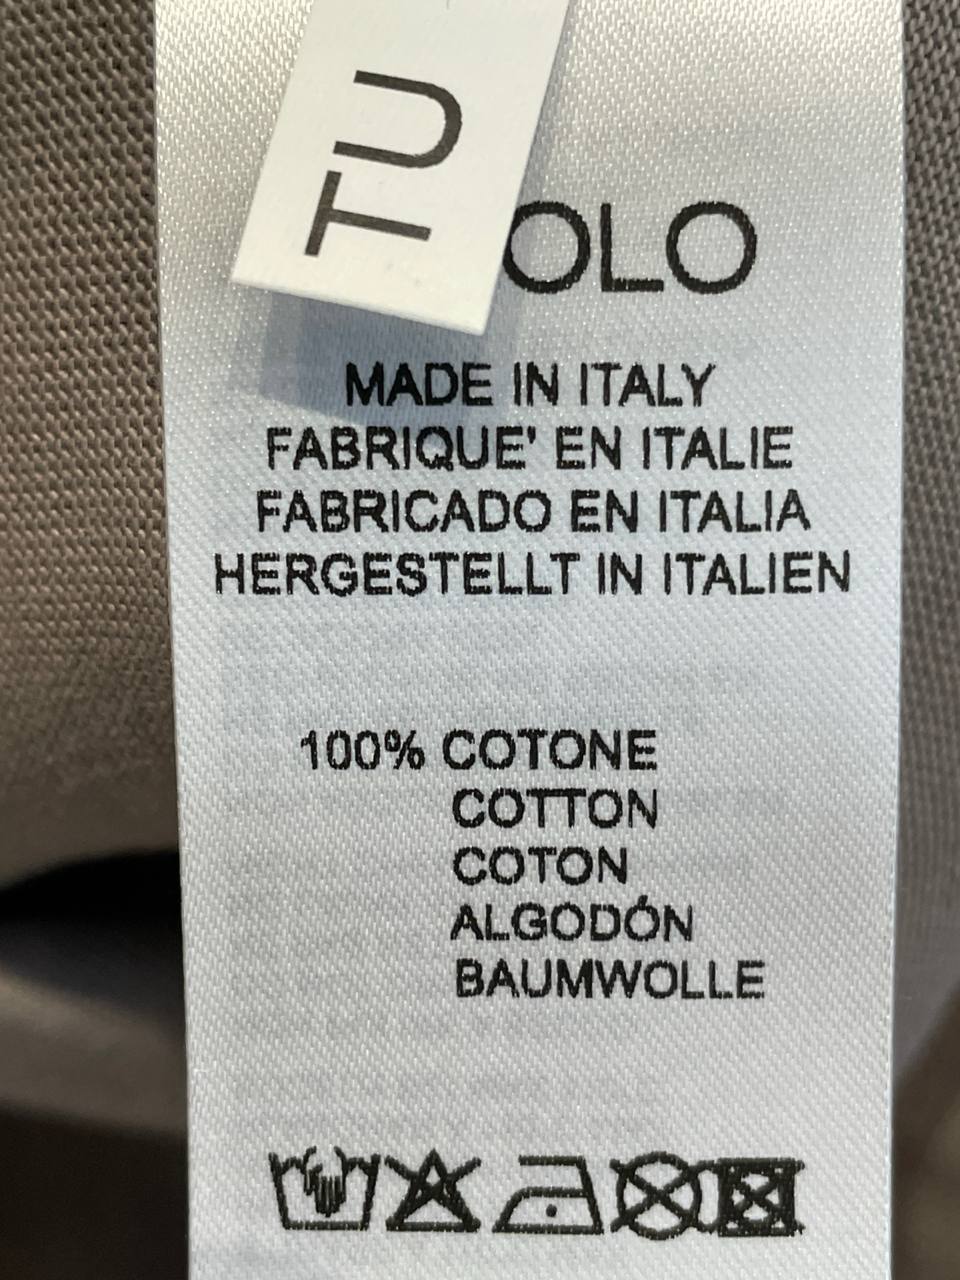 TU
OLO
MADE IN ITALY
FABRIQUE' EN ITALIE
FABRICADO EN ITALIA
HERGESTELLT IN ITALIEN
100% COTONE
COTTON
COTON
ALGODÓN
BAUMWOLLE